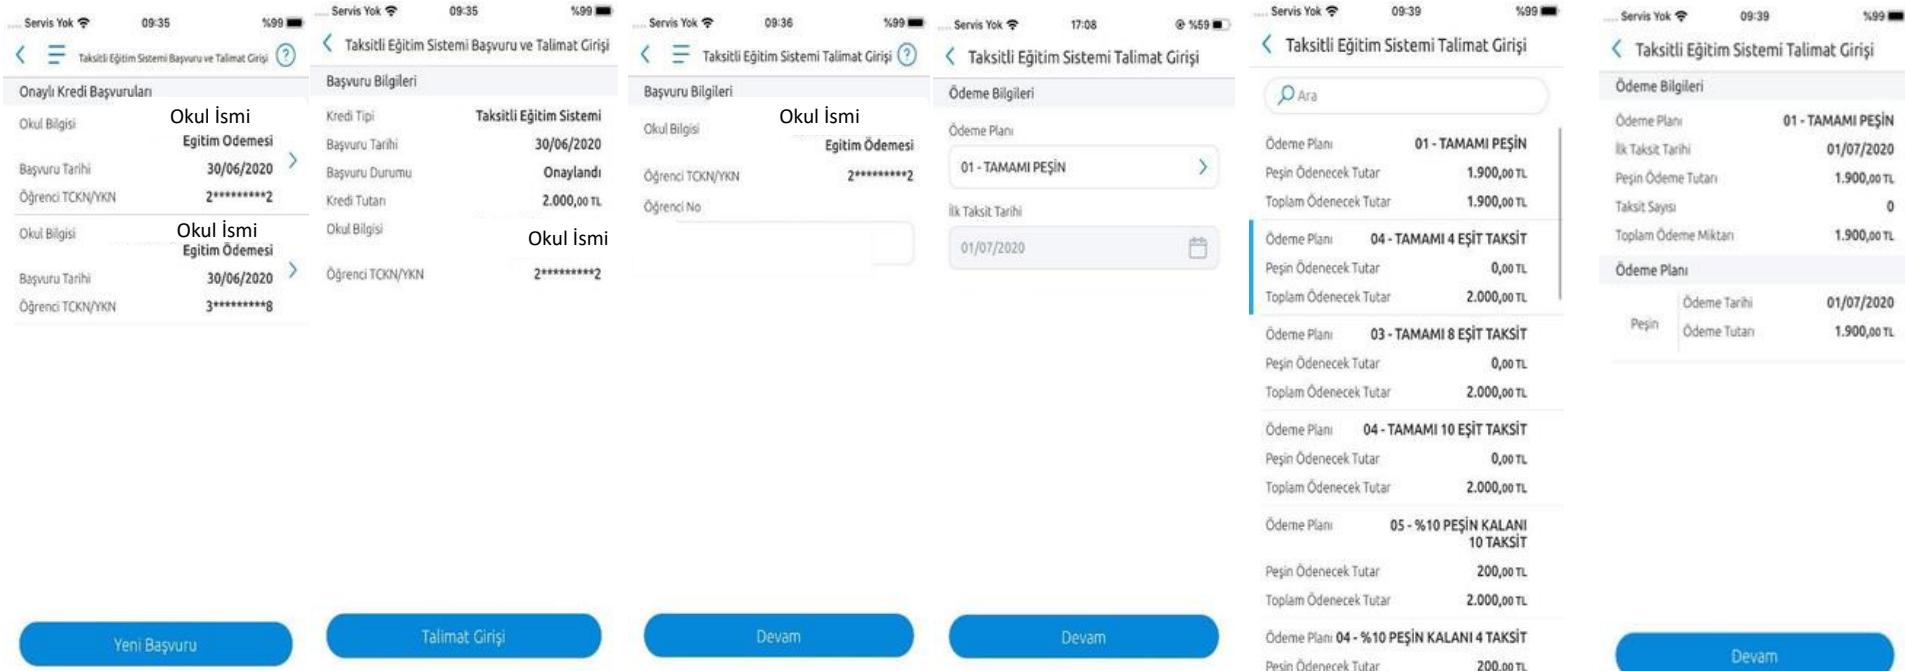 Servis Yok 09:35 %99
Taksitli Eğitim Sistemi Başvuru ve Talimat Girişi ?
Onaylı Kredi Başvuruları
Okul Bilgisi Okul İsmi
Egitim Odemesi
Başvuru Tarihi 30/06/2020
Öğrenci TCKN/YKN 2*********2
Okul Bilgisi Okul İsmi
Egitim Ödemesi
Başvuru Tarihi 30/06/2020
Öğrenci TCKN/YKN 3*********8
Yeni Başvuru
Servis Yok 09:35 %99
Taksitli Eğitim Sistemi Başvuru ve Talimat Girişi
Başvuru Bilgileri
Kredi Tipi Taksitli Eğitim Sistemi
Başvuru Tarihi 30/06/2020
Başvuru Durumu Onaylandı
Kredi Tutarı 2.000,00 TL
Okul Bilgisi Okul İsmi
Öğrenci TCKN/YKN 2*********2
Talimat Girişi
Servis Yok 09:36 %99
Taksitli Eğitim Sistemi Talimat Girişi ?
Başvuru Bilgileri
Okul Bilgisi Okul İsmi
Eğitim Ödemesi
Öğrenci TCKN/YKN 2*********2
Öğrenci No
Devam
Servis Yok 17:08 %59
Taksitli Eğitim Sistemi Talimat Girişi
Ödeme Bilgileri
Ödeme Planı
01 - TAMAMI PEŞİN
İlk Taksit Tarihi
01/07/2020
Devam
Servis Yok 09:39 %99
Taksitli Eğitim Sistemi Talimat Girişi
Ara
Ödeme Planı 01 - TAMAMI PEŞİN
Peşin Ödenecek Tutar 1.900,00 TL
Toplam Ödenecek Tutar 1.900,00 TL
Ödeme Planı 04 - TAMAMI 4 EŞİT TAKSİT
Peşin Ödenecek Tutar 0,00 TL
Toplam Ödenecek Tutar 2.000,00 TL
Ödeme Planı 03 - TAMAMI 8 EŞİT TAKSİT
Peşin Ödenecek Tutar 0,00 TL
Toplam Ödenecek Tutar 2.000,00 TL
Ödeme Planı 04 - TAMAMI 10 EŞİT TAKSİT
Peşin Ödenecek Tutar 0,00 TL
Toplam Ödenecek Tutar 2.000,00 TL
Ödeme Planı 05 - %10 PEŞİN KALANI
10 TAKSİT
Peşin Ödenecek Tutar 200,00 TL
Toplam Ödenecek Tutar 2.000,00 TL
Ödeme Planı 04 - %10 PEŞİN KALANI 4 TAKSİT
Peşin Ödenecek Tutar 200,00 TL
Servis Yok 09:39 %99
Taksitli Eğitim Sistemi Talimat Girişi
Ödeme Bilgileri
Ödeme Planı 01 - TAMAMI PEŞİN
İlk Taksit Tarihi 01/07/2020
Peşin Ödeme Tutarı 1.900,00 TL
Taksit Sayısı 0
Toplam Ödeme Miktarı 1.900,00 TL
Ödeme Planı
Peşin
Ödeme Tarihi 01/07/2020
Ödeme Tutarı 1.900,00 TL
Devam